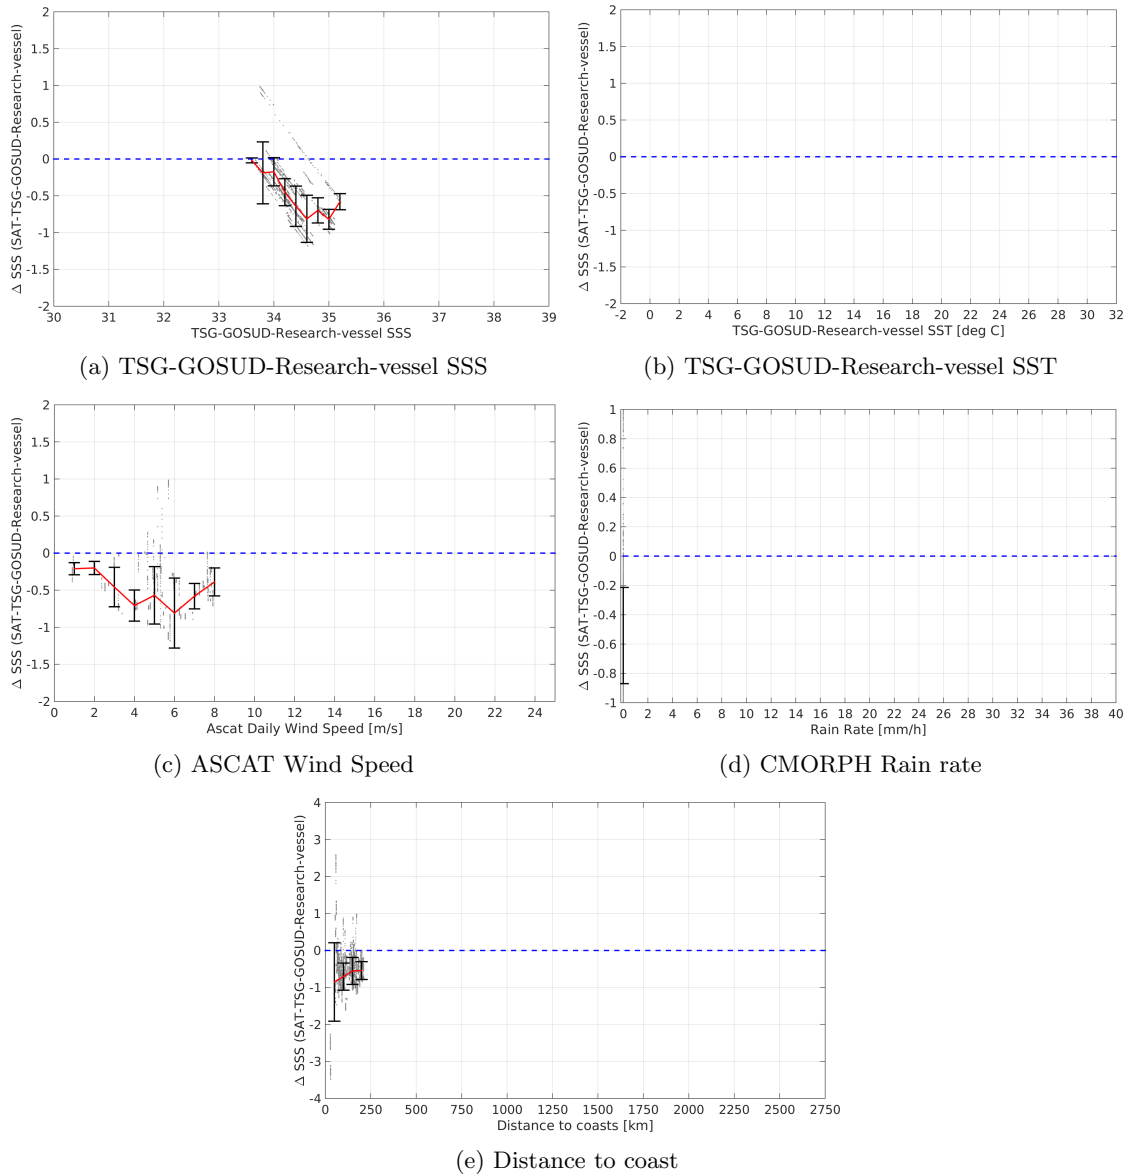 2
1.5
1
0.5
0
-0.5
-1
-1.5
-2
Δ SSS (SAT-TSG-GOSUD-Research-vessel)
30 31 32 33 34 35 36 37 38 39
TSG-GOSUD-Research-vessel SSS
(a) TSG-GOSUD-Research-vessel SSS
2
1.5
1
0.5
0
-0.5
-1
-1.5
-2
Δ SSS (SAT-TSG-GOSUD-Research-vessel)
-2 0 2 4 6 8 10 12 14 16 18 20 22 24 26 28 30 32
TSG-GOSUD-Research-vessel SST [deg C]
(b) TSG-GOSUD-Research-vessel SST
2
1.5
1
0.5
0
-0.5
-1
-1.5
-2
Δ SSS (SAT-TSG-GOSUD-Research-vessel)
0 2 4 6 8 10 12 14 16 18 20 22 24
Ascat Daily Wind Speed [m/s]
(c) ASCAT Wind Speed
1
0.8
0.6
0.4
0.2
0
-0.2
-0.4
-0.6
-0.8
-1
Δ SSS (SAT-TSG-GOSUD-Research-vessel)
0 2 4 6 8 10 12 14 16 18 20 22 24 26 28 30 32 34 36 38 40
Rain Rate [mm/h]
(d) CMORPH Rain rate
4
3
2
1
0
-1
-2
-3
-4
Δ SSS (SAT-TSG-GOSUD-Research-vessel)
0 250 500 750 1000 1250 1500 1750 2000 2250 2500 2750
Distance to coasts [km]
(e) Distance to coast